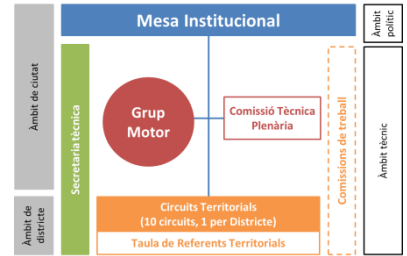 Mesa Institucional
Àmbit
polític
Àmbit de ciutat
Secretaria tècnica
Grup
Motor
Comissió Tècnica
Plenària
Comissions de treball
Àmbit tècnic
Àmbit de
districte
Circuits Territorials
(10 circuits, 1 per Districte)
Taula de Referents Territorials